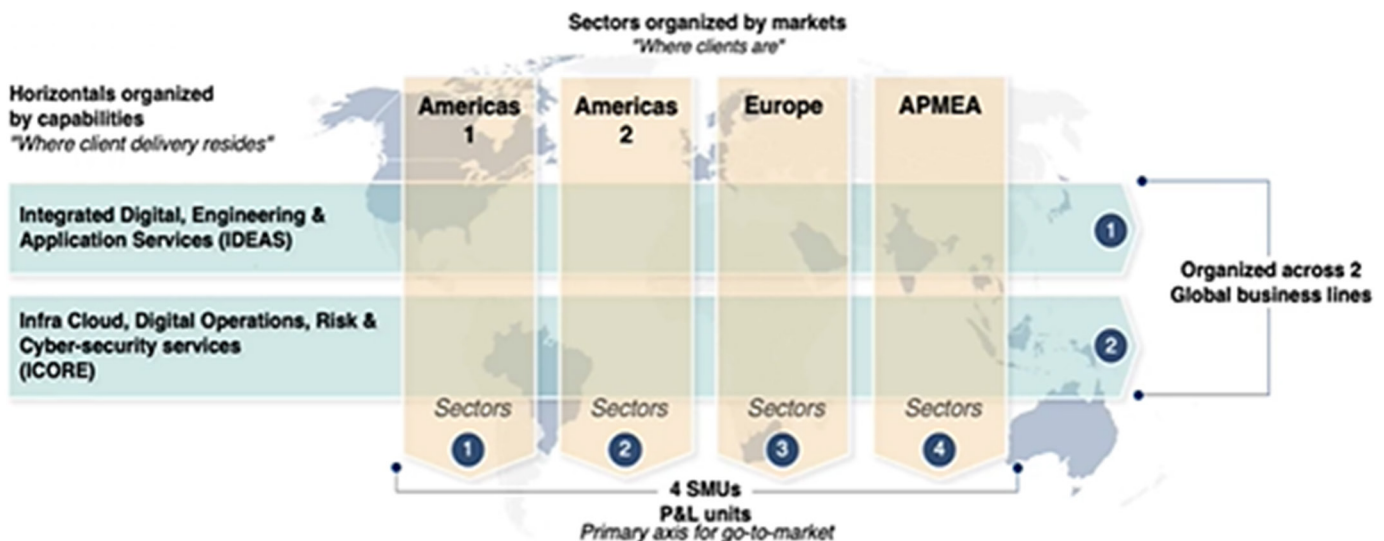 Sectors organized by markets
"Where clients are"
Horizontals organized
by capabilities
"Where client delivery resides"
Americas
1
Americas
2
Europe
APMEA
Integrated Digital, Engineering &
Application Services (IDEAS)
1
Organized across 2
Global business lines
Infra Cloud, Digital Operations, Risk &
Cyber-security services
(ICORE)
2
Sectors
Sectors
Sectors
Sectors
1
2
3
4
4 SMUs
P&L units
Primary axis for go-to-market